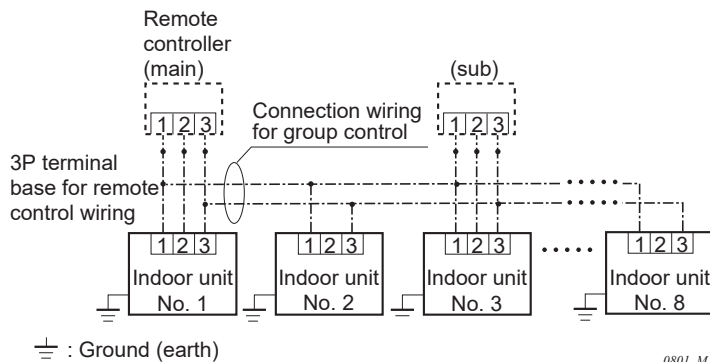 Remote
controller
(main)
(sub)
1 2 3
1 2 3
Connection wiring
for group control
3P terminal
base for remote
control wiring
1 2 3
1 2 3
1 2 3
1 2 3
Indoor unit
No. 1
Indoor unit
No. 2
Indoor unit
No. 3
Indoor unit
No. 8
: Ground (earth)
0801_M